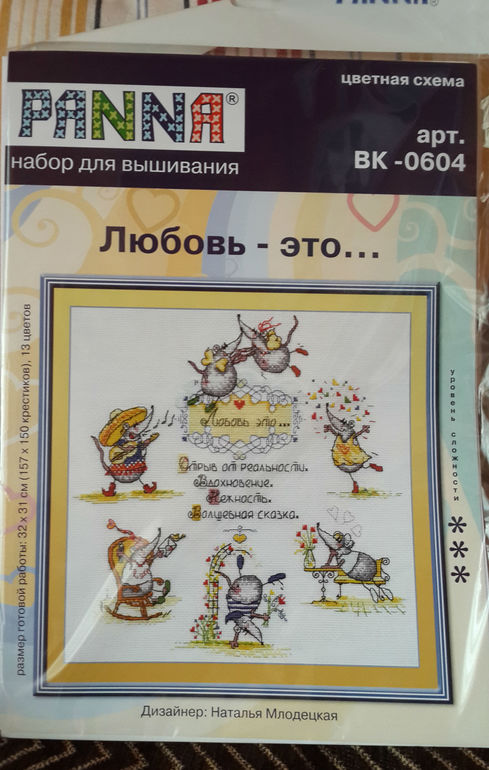 PANNA
цветная схема
PANNA®
арт.
ВК -0604
набор для вышивания
Любовь - это...
размер готовой работы: 32 х 31 см (157 х 150 крестиков), 13 цветов
уровень сложности
***
Любовь это...
Отрыв от реальности.
Вдохновение.
Нежность.
Волшебная сказка.
Дизайнер: Наталья Млодецкая